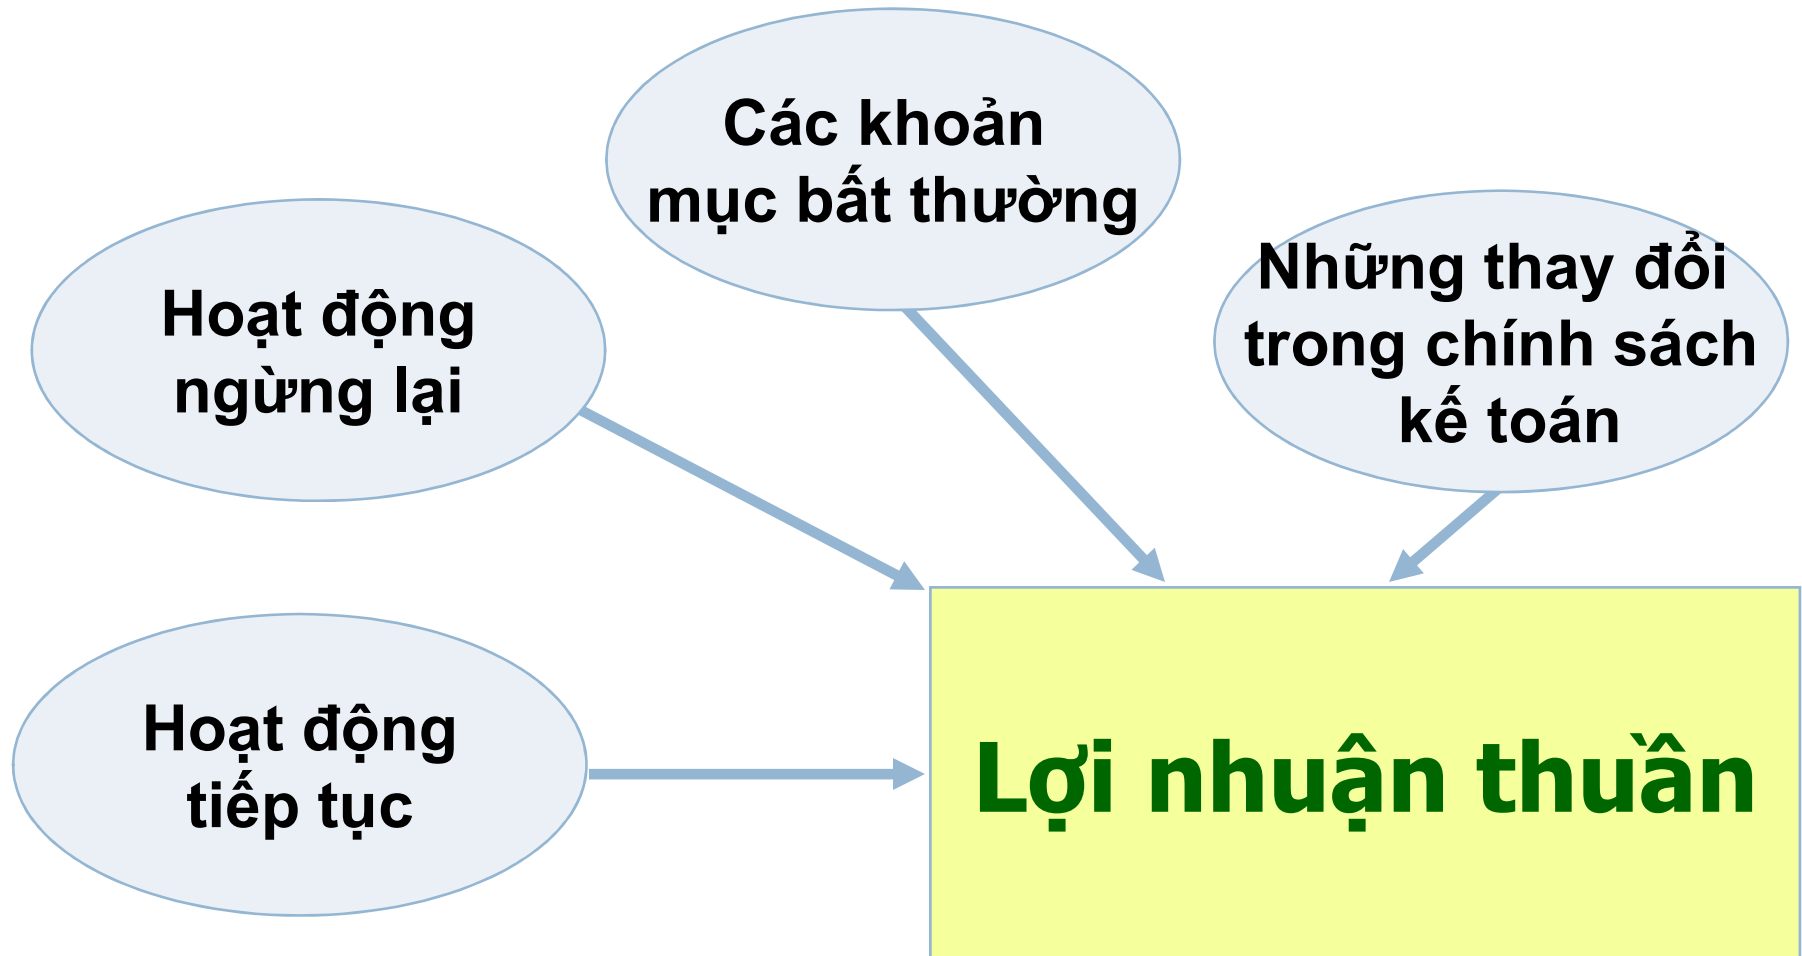 Các khoản
mục bất thường
Hoạt động
ngừng lại
Những thay đổi
trong chính sách
kế toán
Hoạt động
tiếp tục
Lợi nhuận thuần